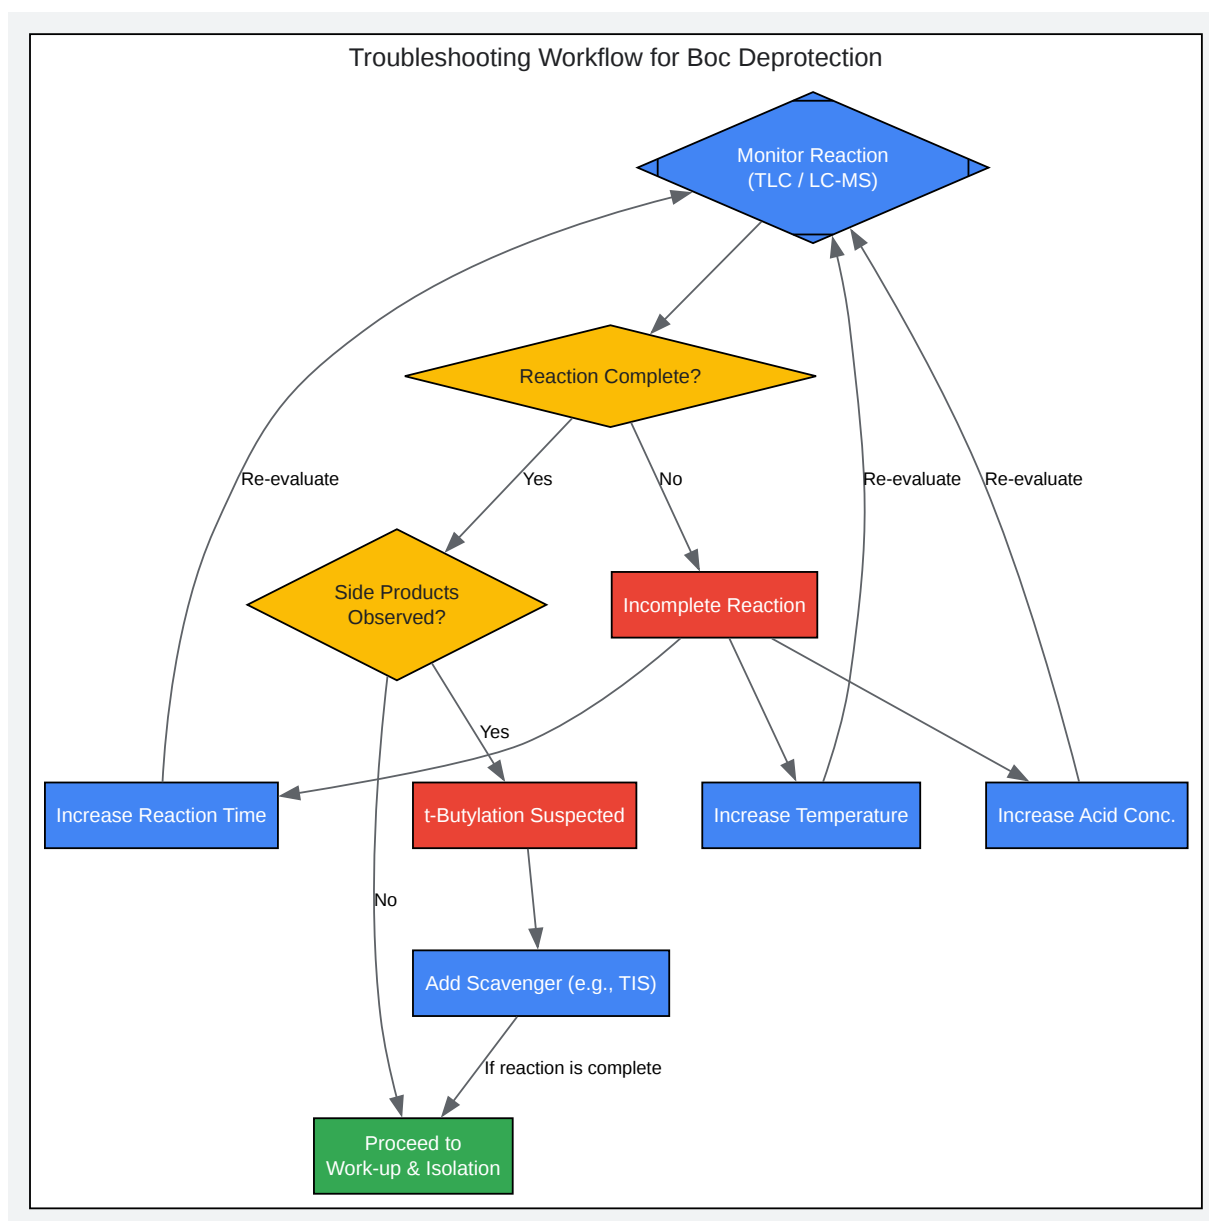 Troubleshooting Workflow for Boc Deprotection
Monitor Reaction
(TLC / LC-MS)
Reaction Complete?
Re-evaluate
Yes
No
Re-evaluate
Re-evaluate
Side Products
Observed?
Incomplete Reaction
Yes
Increase Reaction Time
t-Butylation Suspected
Increase Temperature
Increase Acid Conc.
No
Add Scavenger (e.g., TIS)
If reaction is complete
Proceed to
Work-up & Isolation